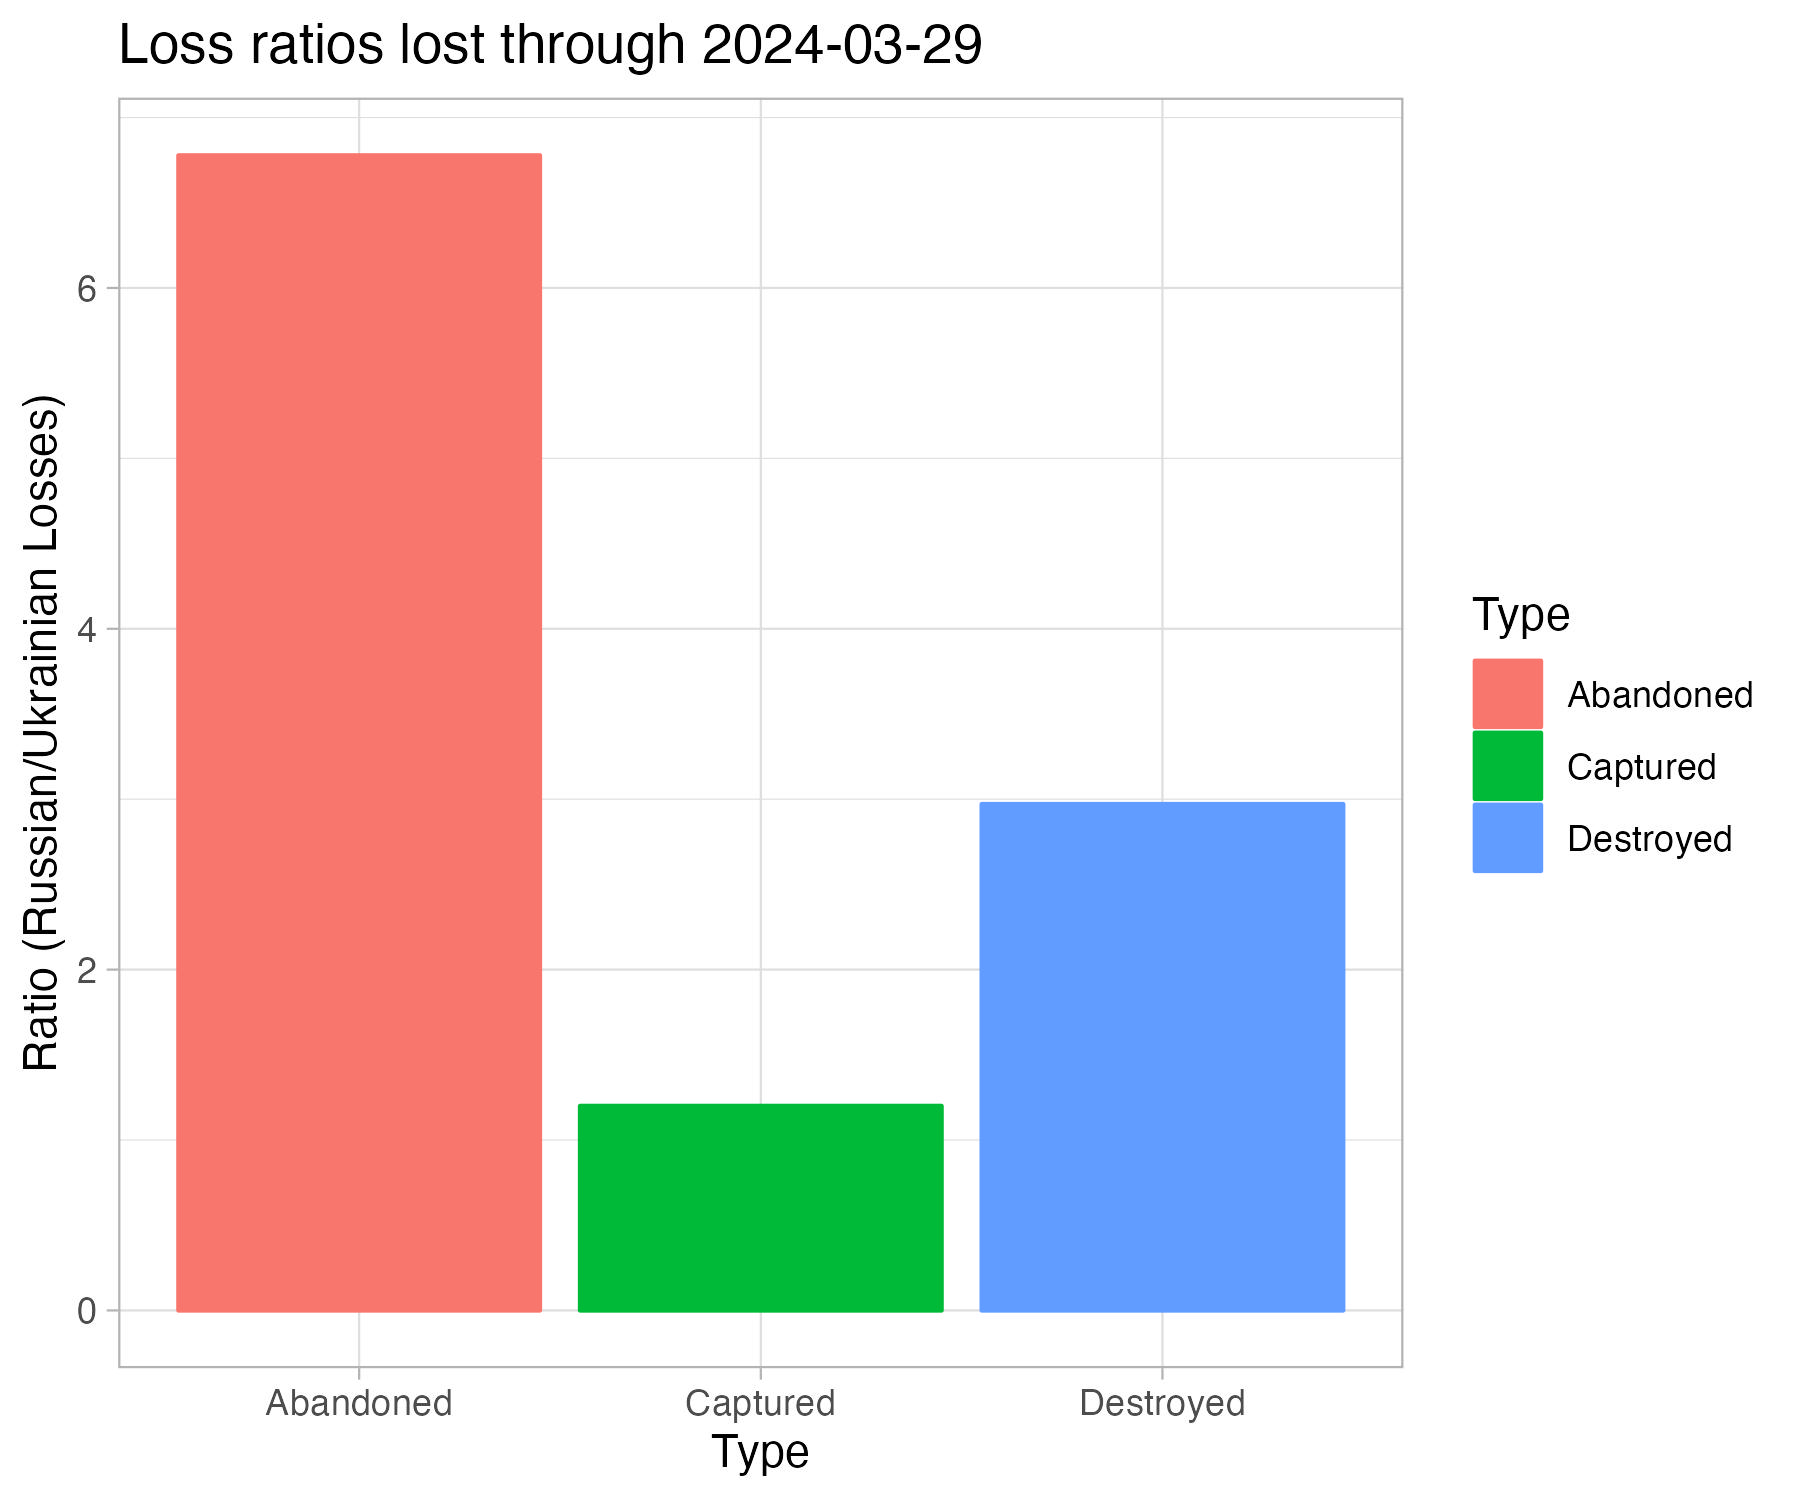 Loss ratios lost through 2024-03-29
Ratio (Russian/Ukrainian Losses)
6
4
2
0
Abandoned
Captured
Destroyed
Type
Type
Abandoned
Captured
Destroyed